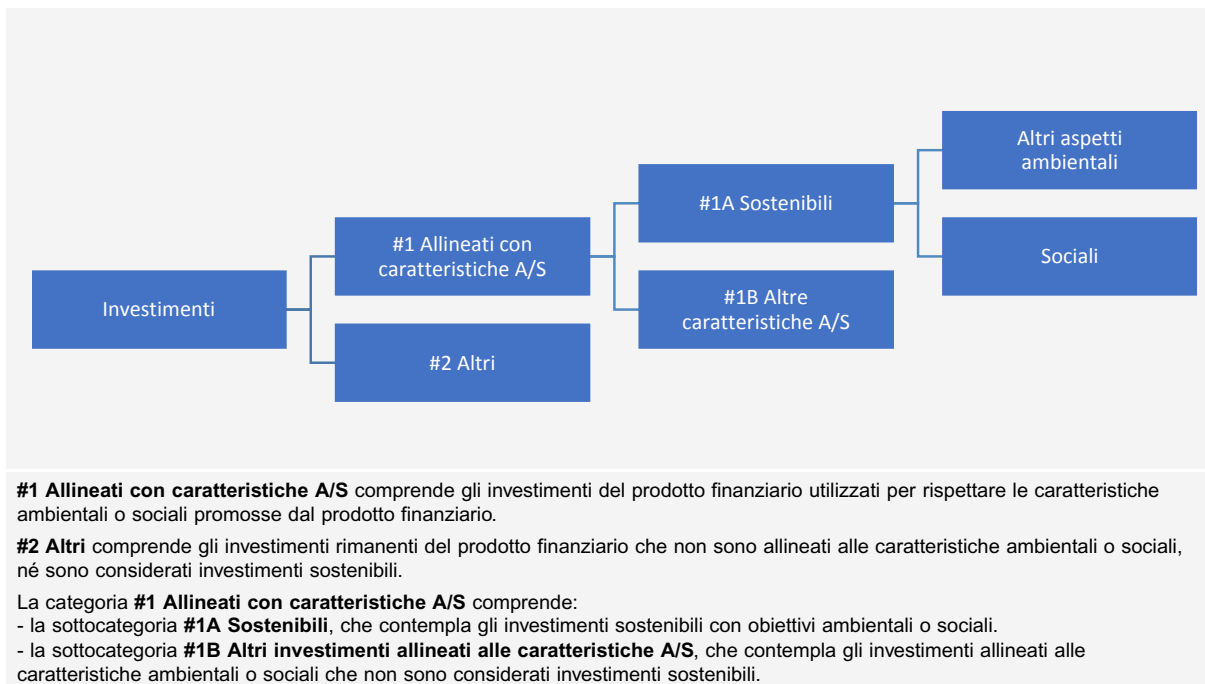 Altri aspetti
ambientali
#1A Sostenibili
#1 Allineati con
caratteristiche A/S
Sociali
Investimenti
#1B Altre
caratteristiche A/S
#2 Altri
#1 Allineati con caratteristiche A/S comprende gli investimenti del prodotto finanziario utilizzati per rispettare le caratteristiche
ambientali o sociali promosse dal prodotto finanziario.
#2 Altri comprende gli investimenti rimanenti del prodotto finanziario che non sono allineati alle caratteristiche ambientali o sociali,
né sono considerati investimenti sostenibili.
La categoria #1 Allineati con caratteristiche A/S comprende:
- la sottocategoria #1A Sostenibili, che contempla gli investimenti sostenibili con obiettivi ambientali o sociali.
- la sottocategoria #1B Altri investimenti allineati alle caratteristiche A/S, che contempla gli investimenti allineati alle
caratteristiche ambientali o sociali che non sono considerati investimenti sostenibili.